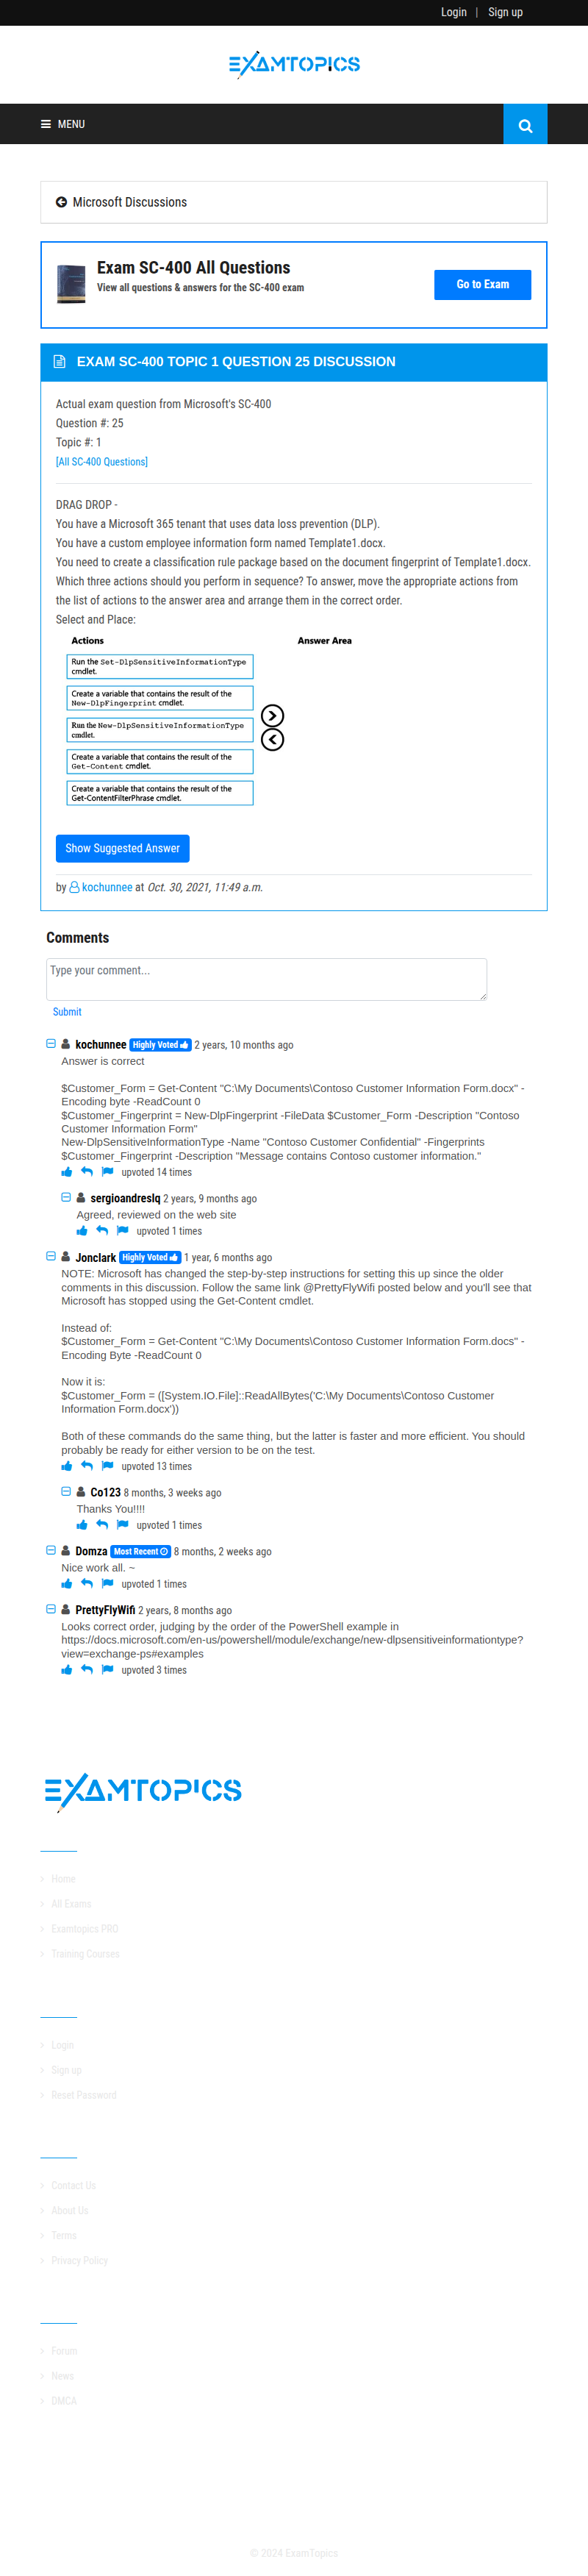 Login | Sign up
EXAMTOPICS
MENU
Microsoft Discussions
Exam SC-400 All Questions
View all questions & answers for the SC-400 exam
Go to Exam
EXAM SC-400 TOPIC 1 QUESTION 25 DISCUSSION
Actual exam question from Microsoft's SC-400
Question #: 25
Topic #: 1
[All SC-400 Questions]
DRAG DROP -
You have a Microsoft 365 tenant that uses data loss prevention (DLP).
You have a custom employee information form named Template1.docx.
You need to create a classification rule package based on the document fingerprint of Template1.docx.
Which three actions should you perform in sequence? To answer, move the appropriate actions from
the list of actions to the answer area and arrange them in the correct order.
Select and Place:
Actions
Answer Area
Run the Set-DlpSensitiveInformationType
cmdlet.
Create a variable that contains the result of the
New-DlpFingerprint cmdlet.
Run the New-DlpSensitiveInformationType
cmdlet.
Create a variable that contains the result of the
Get-Content cmdlet.
Create a variable that contains the result of the
Get-ContentFilterPhrase cmdlet.
Show Suggested Answer
by kochunnee at Oct. 30, 2021, 11:49 a.m.
Comments
Type your comment...
Submit
kochunnee Highly Voted 2 years, 10 months ago
Answer is correct
$Customer_Form = Get-Content "C:\My Documents\Contoso Customer Information Form.docx" -
Encoding byte -ReadCount 0
$Customer_Fingerprint = New-DlpFingerprint -FileData $Customer_Form -Description "Contoso
Customer Information Form"
New-DlpSensitiveInformationType -Name "Contoso Customer Confidential" -Fingerprints
$Customer_Fingerprint -Description "Message contains Contoso customer information."
upvoted 14 times
sergioandreslq 2 years, 9 months ago
Agreed, reviewed on the web site
upvoted 1 times
Jonclark Highly Voted 1 year, 6 months ago
NOTE: Microsoft has changed the step-by-step instructions for setting this up since the older
comments in this discussion. Follow the same link @PrettyFlyWifi posted below and you'll see that
Microsoft has stopped using the Get-Content cmdlet.
Instead of:
$Customer_Form = Get-Content "C:\My Documents\Contoso Customer Information Form.docs" -
Encoding Byte -ReadCount 0
Now it is:
$Customer_Form = ([System.IO.File]::ReadAllBytes('C:\My Documents\Contoso Customer
Information Form.docx'))
Both of these commands do the same thing, but the latter is faster and more efficient. You should
probably be ready for either version to be on the test.
upvoted 13 times
Co123 8 months, 3 weeks ago
Thanks You!!!!
upvoted 1 times
Domza Most Recent 8 months, 2 weeks ago
Nice work all. ~
upvoted 1 times
PrettyFlyWifi 2 years, 8 months ago
Looks correct order, judging by the order of the PowerShell example in
https://docs.microsoft.com/en-us/powershell/module/exchange/new-dlpsensitiveinformationtype?
view=exchange-ps#examples
upvoted 3 times
EXAMTOPICS
Home
All Exams
Examtopics PRO
Training Courses
Login
Sign up
Reset Password
Contact Us
About Us
Terms
Privacy Policy
Forum
News
DMCA
© 2024 ExamTopics